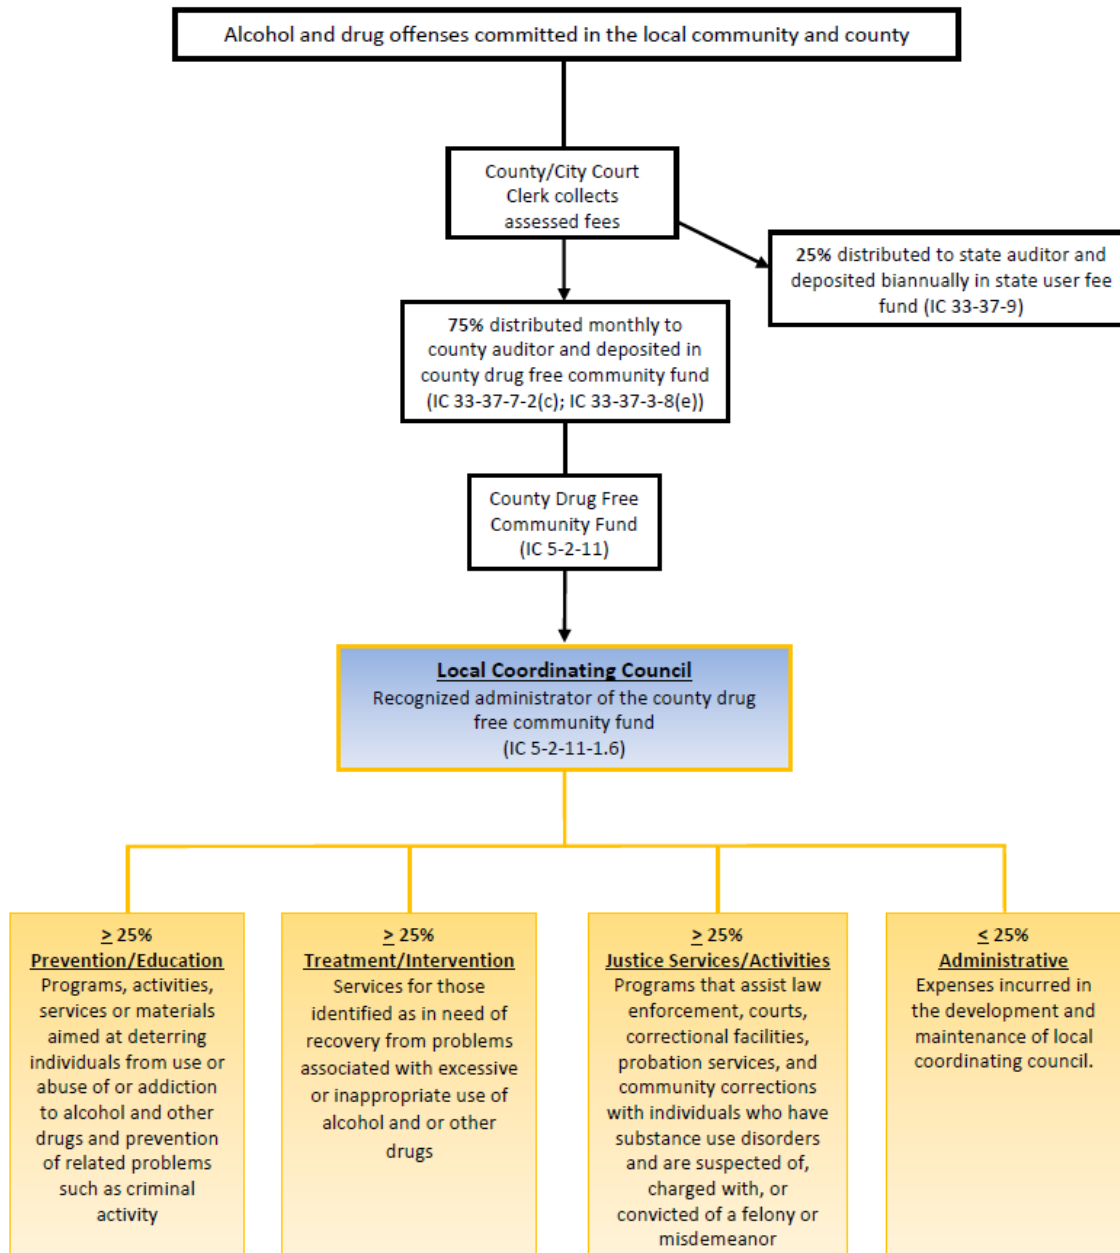 Alcohol and drug offenses committed in the local community and county
County/City Court
Clerk collects
assessed fees
25% distributed to state auditor and
deposited biannually in state user fee
fund (IC 33-37-9)
75% distributed monthly to
county auditor and deposited in
county drug free community fund
(IC 33-37-7-2(c); IC 33-37-3-8(e))
County Drug Free
Community Fund
(IC 5-2-11)
Local Coordinating Council
Recognized administrator of the county drug
free community fund
(IC 5-2-11-1.6)
≥ 25%
Prevention/Education
Programs, activities,
services or materials
aimed at deterring
individuals from use or
abuse of or addiction
to alcohol and other
drugs and prevention
of related problems
such as criminal
activity
≥ 25%
Treatment/Intervention
Services for those
identified as in need of
recovery from problems
associated with excessive
or inappropriate use of
alcohol and or other
drugs
≥ 25%
Justice Services/Activities
Programs that assist law
enforcement, courts,
correctional facilities,
probation services, and
community corrections
with individuals who have
substance use disorders
and are suspected of,
charged with, or
convicted of a felony or
misdemeanor
≤ 25%
Administrative
Expenses incurred in
the development and
maintenance of local
coordinating council.